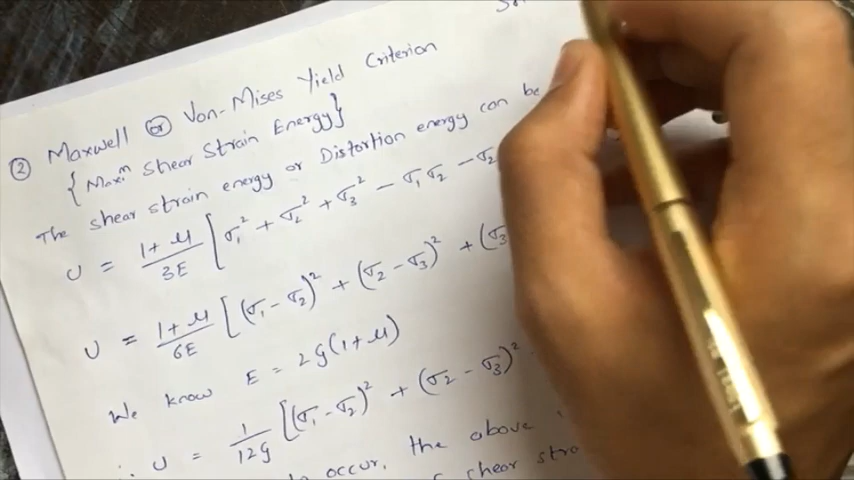 ② Maxwell or Von-Mises Yield Criterion
{Maxiᵐ Shear Strain Energy}
The shear strain energy or Distortion energy can be
U = (1+μ)/3E [σ₁² + σ₂² + σ₃² − σ₁σ₂ − σ₂
U = (1+μ)/6E [(σ₁−σ₂)² + (σ₂−σ₃)² + (σ₃
We know E = 2G(1+μ)
∴ U = 1/12G [(σ₁−σ₂)² + (σ₂−σ₃)²
occur, the above
shear